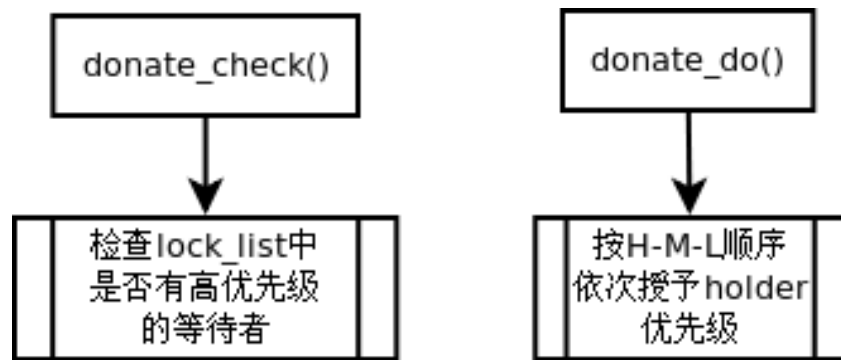 donate_check()
donate_do()
检查lock_list中
是否有高优先级
的等待者
按H-M-L顺序
依次授予holder
优先级